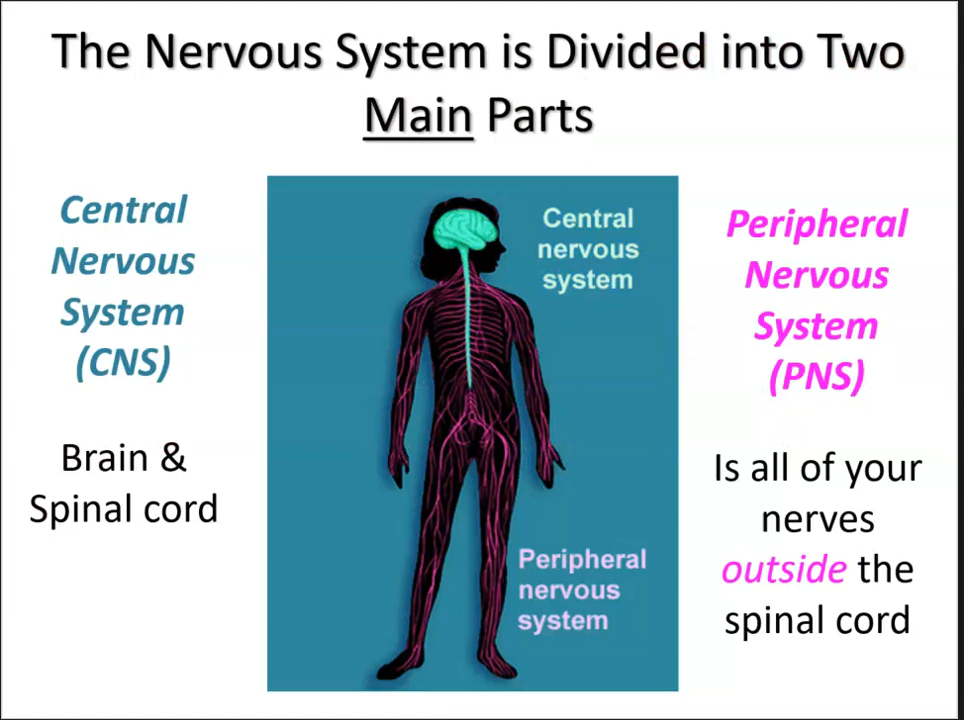 The Nervous System is Divided into Two
Main Parts
Central
Nervous
System
(CNS)
Brain &
Spinal cord
Central
nervous
system
Peripheral
nervous
system
Peripheral
Nervous
System
(PNS)
Is all of your
nerves
outside the
spinal cord